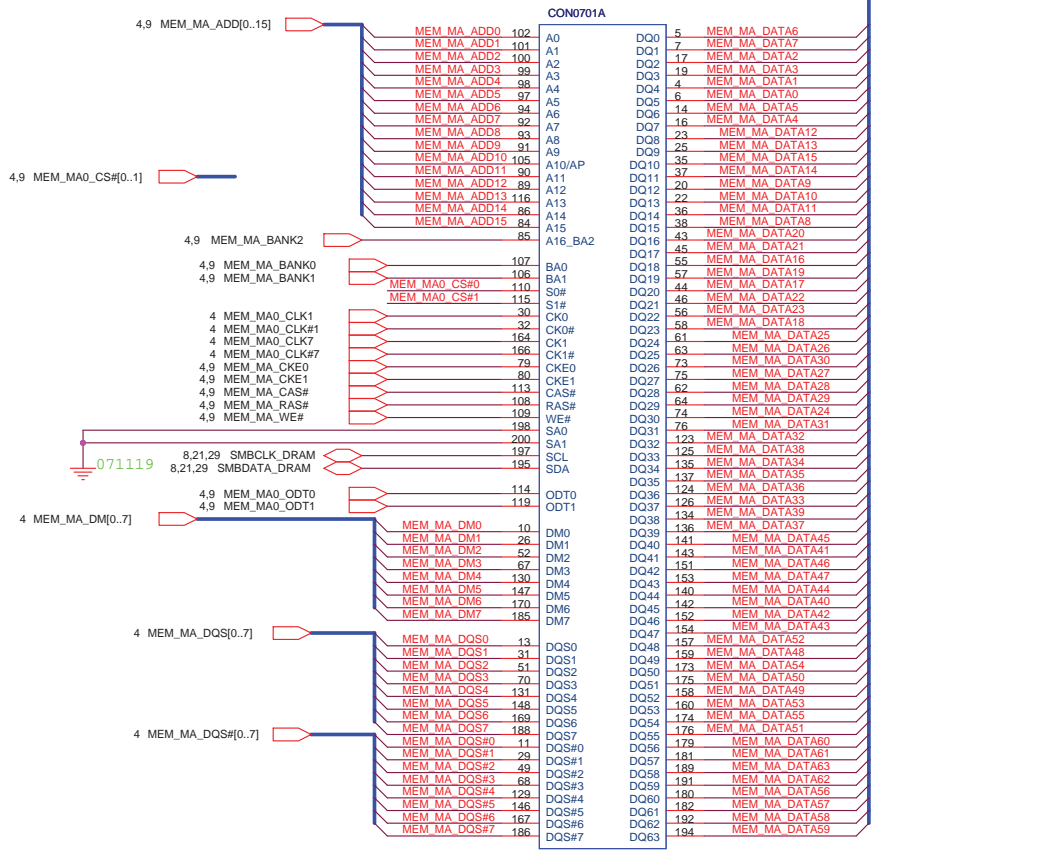 CON0701A
4,9 MEM_MA_ADD[0..15]
MEM_MA_ADD0 102 A0 DQ0 5 MEM_MA_DATA6
MEM_MA_ADD1 101 A1 DQ1 7 MEM_MA_DATA7
MEM_MA_ADD2 100 A2 DQ2 17 MEM_MA_DATA2
MEM_MA_ADD3 99 A3 DQ3 19 MEM_MA_DATA3
MEM_MA_ADD4 98 A4 DQ4 4 MEM_MA_DATA1
MEM_MA_ADD5 97 A5 DQ5 6 MEM_MA_DATA0
MEM_MA_ADD6 94 A6 DQ6 14 MEM_MA_DATA5
MEM_MA_ADD7 92 A7 DQ7 16 MEM_MA_DATA4
MEM_MA_ADD8 93 A8 DQ8 23 MEM_MA_DATA12
MEM_MA_ADD9 91 A9 DQ9 25 MEM_MA_DATA13
MEM_MA_ADD10 105 A10/AP DQ10 35 MEM_MA_DATA15
4,9 MEM_MA0_CS#[0..1] MEM_MA_ADD11 90 A11 DQ11 37 MEM_MA_DATA14
MEM_MA_ADD12 89 A12 DQ12 20 MEM_MA_DATA9
MEM_MA_ADD13 116 A13 DQ13 22 MEM_MA_DATA10
MEM_MA_ADD14 86 A14 DQ14 36 MEM_MA_DATA11
MEM_MA_ADD15 84 A15 DQ15 38 MEM_MA_DATA8
4,9 MEM_MA_BANK2 85 A16_BA2 DQ16 43 MEM_MA_DATA20
DQ17 45 MEM_MA_DATA21
4,9 MEM_MA_BANK0 107 BA0 DQ18 55 MEM_MA_DATA16
4,9 MEM_MA_BANK1 106 BA1 DQ19 57 MEM_MA_DATA19
MEM_MA0_CS#0 110 S0# DQ20 44 MEM_MA_DATA17
MEM_MA0_CS#1 115 S1# DQ21 46 MEM_MA_DATA22
4 MEM_MA0_CLK1 30 CK0 DQ22 56 MEM_MA_DATA23
4 MEM_MA0_CLK#1 32 CK0# DQ23 58 MEM_MA_DATA18
4 MEM_MA0_CLK7 164 CK1 DQ24 61 MEM_MA_DATA25
4 MEM_MA0_CLK#7 166 CK1# DQ25 63 MEM_MA_DATA26
4,9 MEM_MA_CKE0 79 CKE0 DQ26 73 MEM_MA_DATA30
4,9 MEM_MA_CKE1 80 CKE1 DQ27 75 MEM_MA_DATA27
4,9 MEM_MA_CAS# 113 CAS# DQ28 62 MEM_MA_DATA28
4,9 MEM_MA_RAS# 108 RAS# DQ29 64 MEM_MA_DATA29
4,9 MEM_MA_WE# 109 WE# DQ30 74 MEM_MA_DATA24
198 SA0 DQ31 76 MEM_MA_DATA31
200 SA1 DQ32 123 MEM_MA_DATA32
8,21,29 SMBCLK_DRAM 197 SCL DQ33 125 MEM_MA_DATA38
071119
8,21,29 SMBDATA_DRAM 195 SDA DQ34 135 MEM_MA_DATA34
DQ35 137 MEM_MA_DATA35
4,9 MEM_MA0_ODT0 114 ODT0 DQ36 124 MEM_MA_DATA36
4,9 MEM_MA0_ODT1 119 ODT1 DQ37 126 MEM_MA_DATA33
4 MEM_MA_DM[0..7] DQ38 134 MEM_MA_DATA39
MEM_MA_DM0 10 DM0 DQ39 136 MEM_MA_DATA37
MEM_MA_DM1 26 DM1 DQ40 141 MEM_MA_DATA45
MEM_MA_DM2 52 DM2 DQ41 143 MEM_MA_DATA41
MEM_MA_DM3 67 DM3 DQ42 151 MEM_MA_DATA46
MEM_MA_DM4 130 DM4 DQ43 153 MEM_MA_DATA47
MEM_MA_DM5 147 DM5 DQ44 140 MEM_MA_DATA44
MEM_MA_DM6 170 DM6 DQ45 142 MEM_MA_DATA40
MEM_MA_DM7 185 DM7 DQ46 152 MEM_MA_DATA42
4 MEM_MA_DQS[0..7] DQ47 154 MEM_MA_DATA43
MEM_MA_DQS0 13 DQS0 DQ48 157 MEM_MA_DATA52
MEM_MA_DQS1 31 DQS1 DQ49 159 MEM_MA_DATA48
MEM_MA_DQS2 51 DQS2 DQ50 173 MEM_MA_DATA54
MEM_MA_DQS3 70 DQS3 DQ51 175 MEM_MA_DATA50
MEM_MA_DQS4 131 DQS4 DQ52 158 MEM_MA_DATA49
MEM_MA_DQS5 148 DQS5 DQ53 160 MEM_MA_DATA53
MEM_MA_DQS6 169 DQS6 DQ54 174 MEM_MA_DATA55
MEM_MA_DQS7 188 DQS7 DQ55 176 MEM_MA_DATA51
4 MEM_MA_DQS#[0..7] MEM_MA_DQS#0 11 DQS#0 DQ56 179 MEM_MA_DATA60
MEM_MA_DQS#1 29 DQS#1 DQ57 181 MEM_MA_DATA61
MEM_MA_DQS#2 49 DQS#2 DQ58 189 MEM_MA_DATA63
MEM_MA_DQS#3 68 DQS#3 DQ59 191 MEM_MA_DATA62
MEM_MA_DQS#4 129 DQS#4 DQ60 180 MEM_MA_DATA56
MEM_MA_DQS#5 146 DQS#5 DQ61 182 MEM_MA_DATA57
MEM_MA_DQS#6 167 DQS#6 DQ62 192 MEM_MA_DATA58
MEM_MA_DQS#7 186 DQS#7 DQ63 194 MEM_MA_DATA59